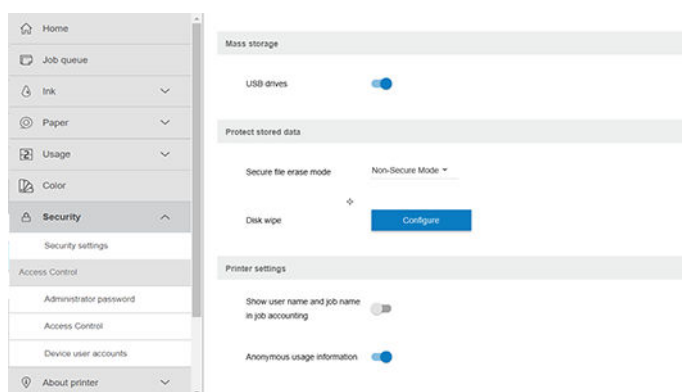 Home
Job queue
Ink
Paper
Usage
Color
Security
Security settings
Access Control
Administrator password
Access Control
Device user accounts
About printer
Mass storage
USB drives
Protect stored data
Secure file erase mode
Non-Secure Mode
Disk wipe
Configure
Printer settings
Show user name and job name
in job accounting
Anonymous usage information